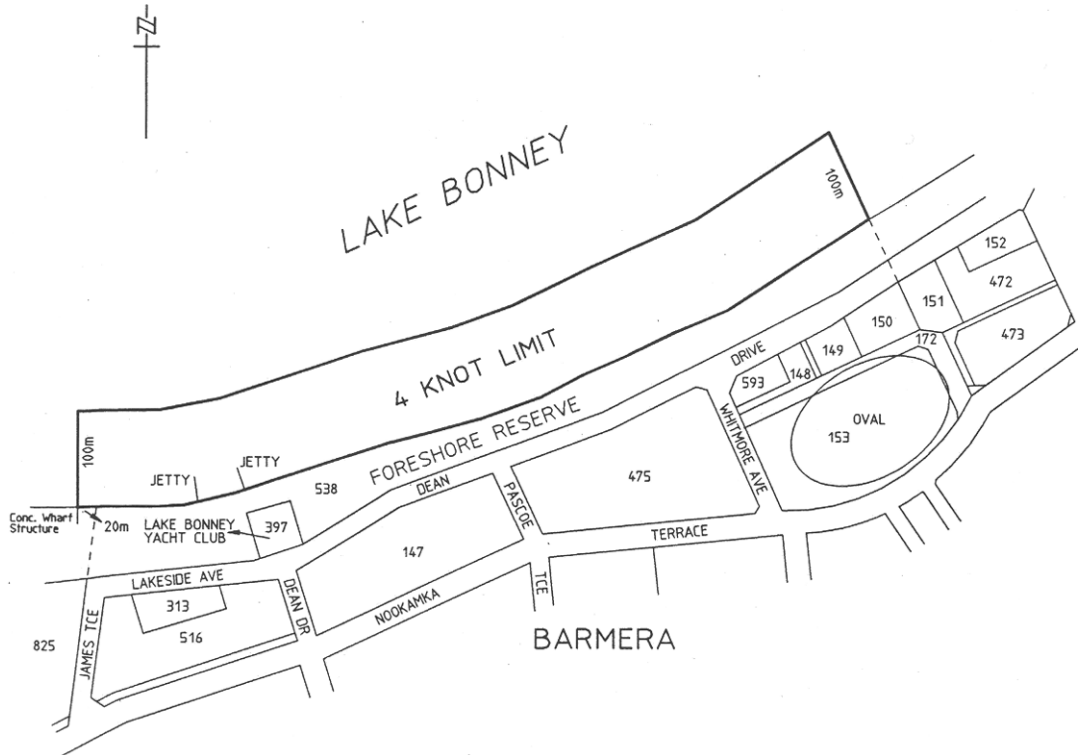 N
LAKE BONNEY
100m
4 KNOT LIMIT
100m
JETTY
JETTY
FORESHORE RESERVE
DRIVE
152
472
151
150
149
148
593
172
473
OVAL
153
WHITMORE AVE
475
DEAN
PASCOE
538
397
Conc. Wharf
Structure
20m
LAKE BONNEY
YACHT CLUB
147
TERRACE
LAKESIDE AVE
DEAN DR
NOOKAMKA
TCE
313
516
JAMES TCE
825
BARMERA